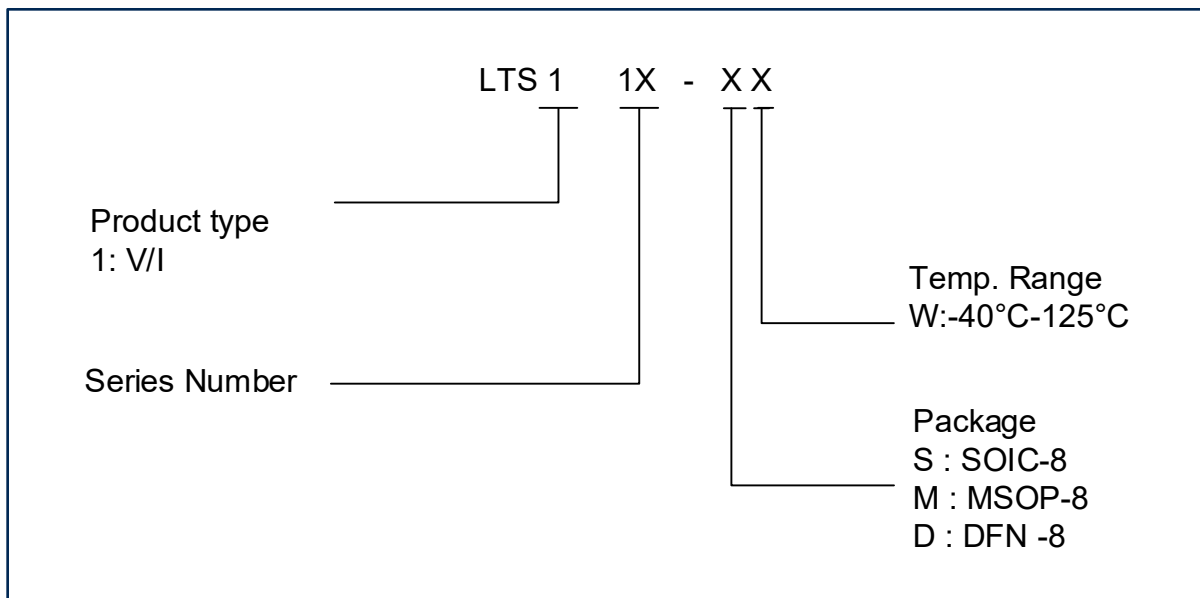 LTS 1 1X - X X
Product type
1: V/I
Series Number
Temp. Range
W:-40°C-125°C
Package
S : SOIC-8
M : MSOP-8
D : DFN -8